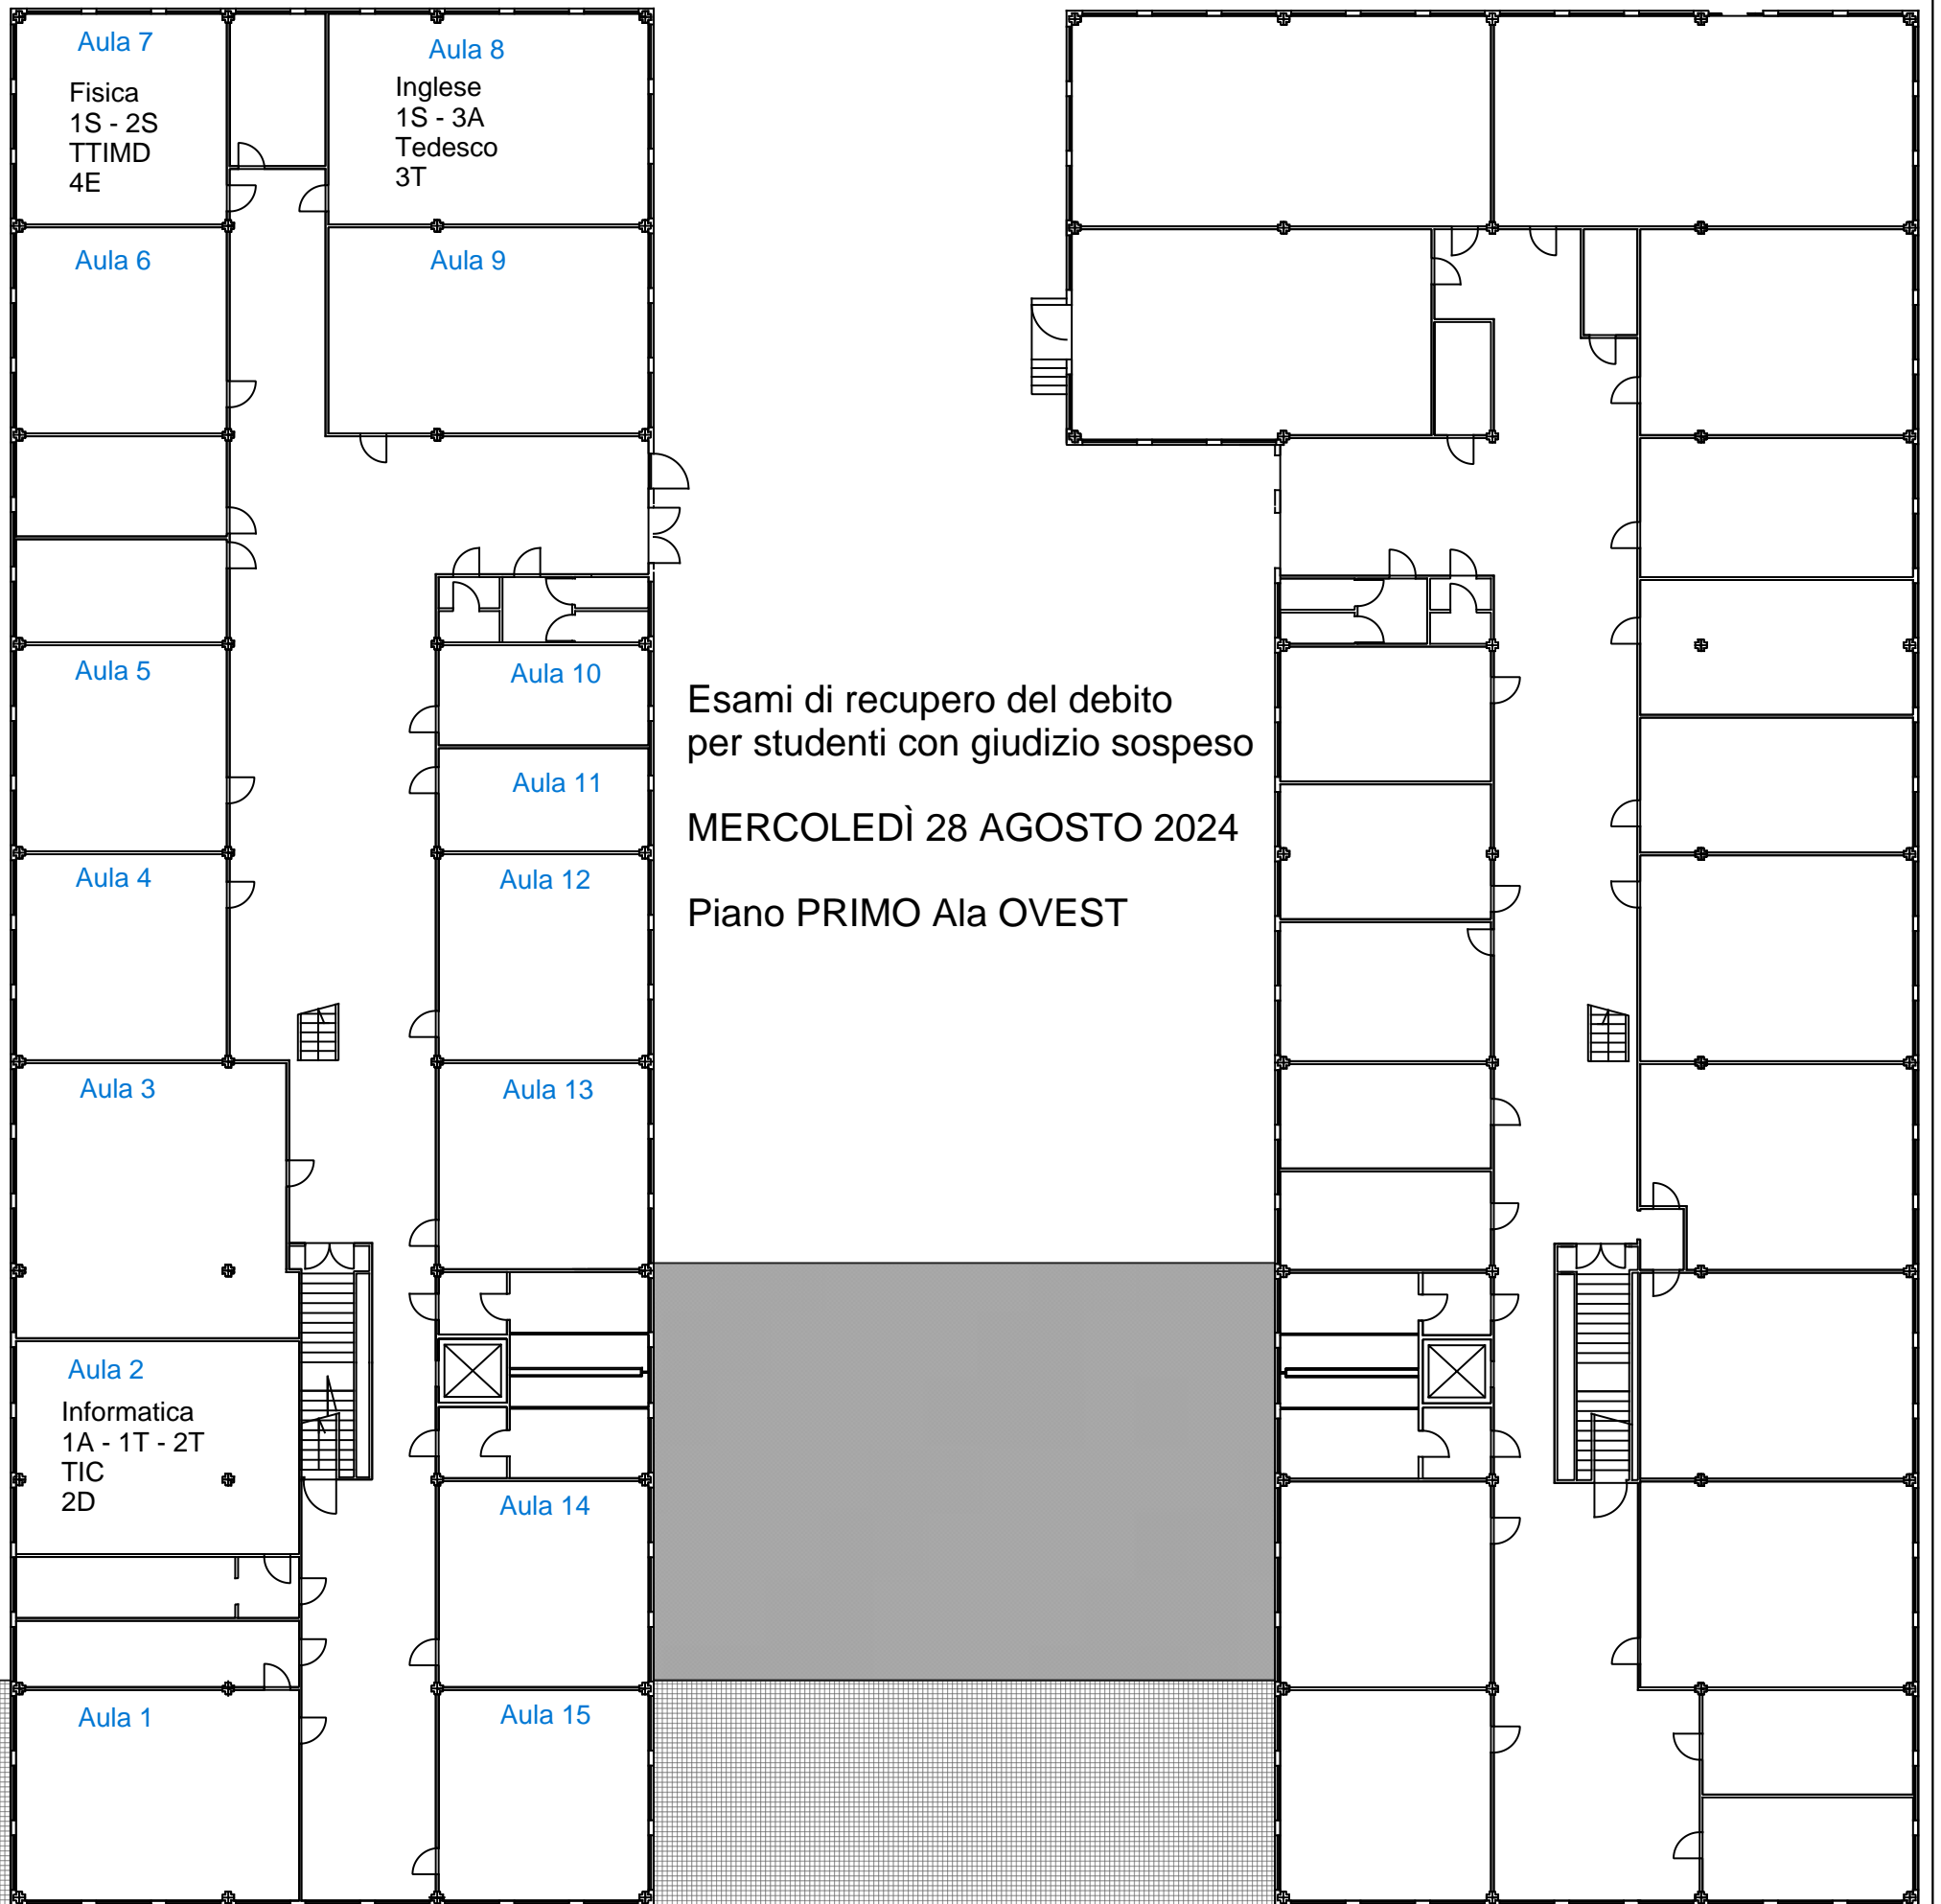 Aula 7
Fisica
1S - 2S
TTIMD
4E
Aula 8
Inglese
1S - 3A
Tedesco
3T
Aula 6
Aula 9
Aula 5
Aula 10
Aula 11
Aula 4
Aula 12
Aula 3
Aula 13
Esami di recupero del debito
per studenti con giudizio sospeso
MERCOLEDÌ 28 AGOSTO 2024
Piano PRIMO Ala OVEST
Aula 2
Informatica
1A - 1T - 2T
TIC
2D
Aula 14
Aula 1
Aula 15